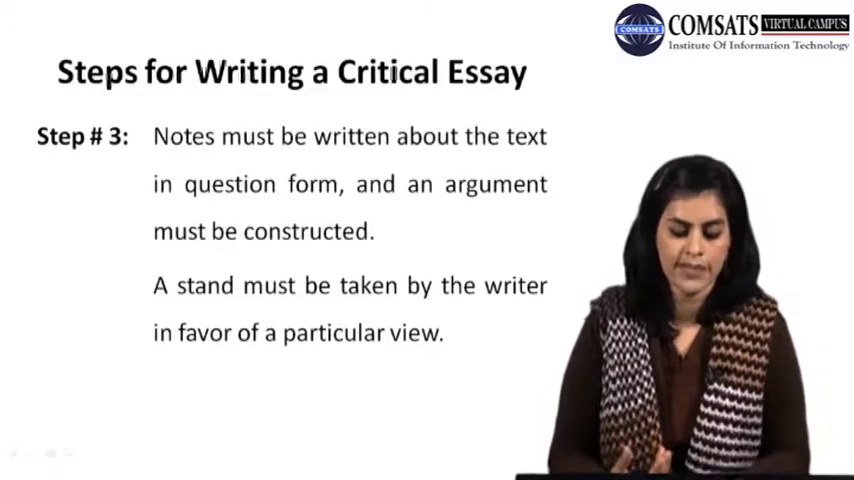 COMSATS VIRTUAL CAMPUS
COMSATS
Institute Of Information Technology
Steps for Writing a Critical Essay
Step # 3: Notes must be written about the text
in question form, and an argument
must be constructed.
A stand must be taken by the writer
in favor of a particular view.